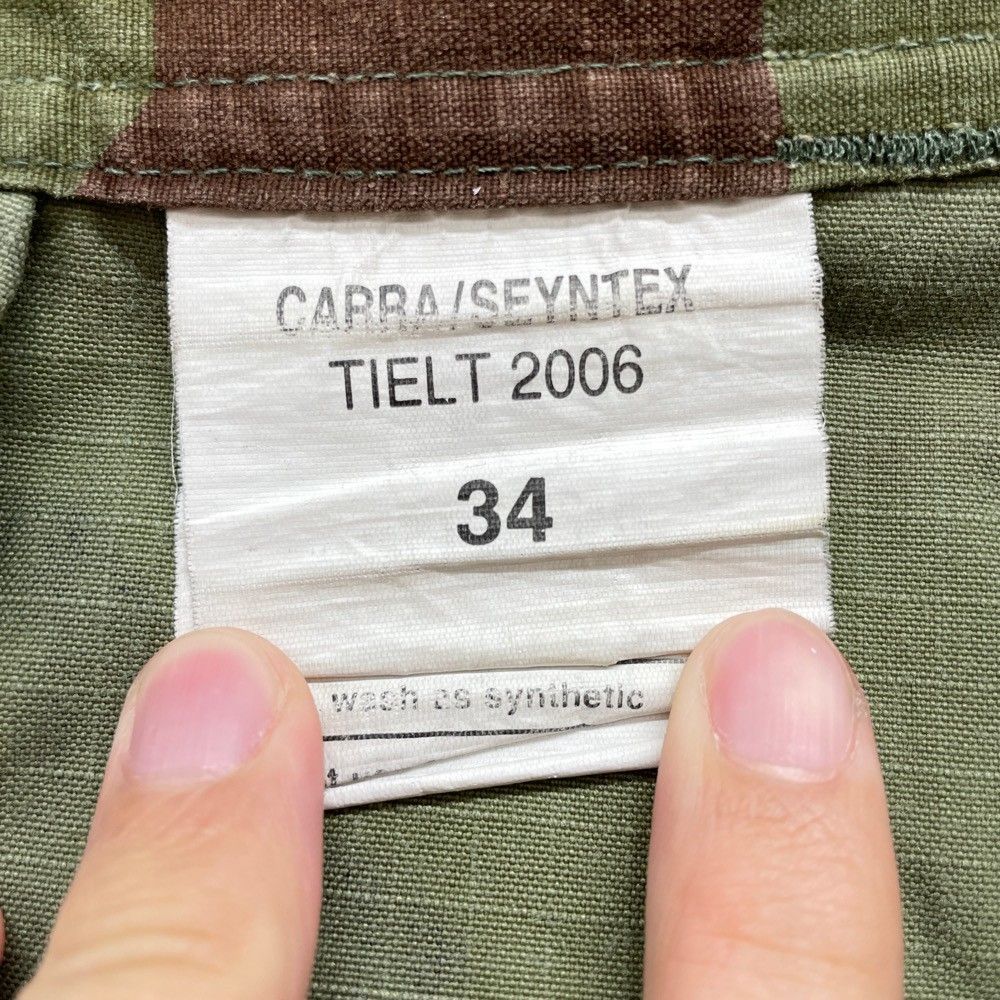 CARRA/SEYNTEX
TIELT 2006
34
wash as synthetic